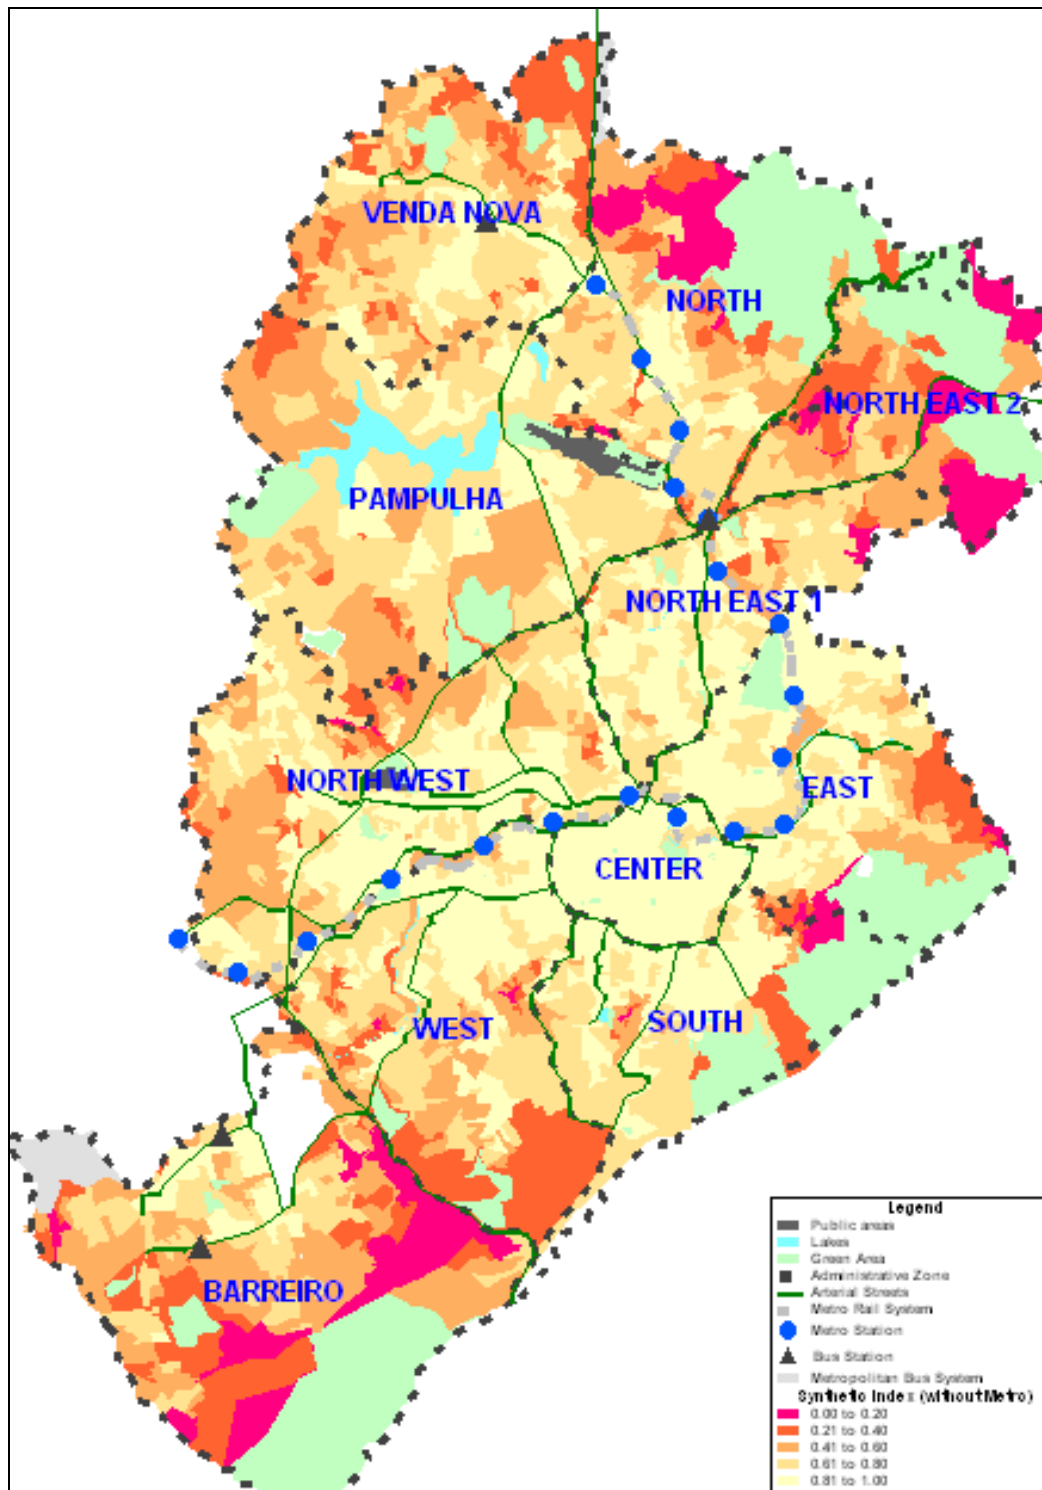 VENDA NOVA
NORTH
NORTH EAST 2
PAMPULHA
NORTH EAST 1
NORTH WEST
EAST
CENTER
WEST
SOUTH
BARREIRO
Legend
Public areas
Lakes
Green Area
Administrative Zone
Arterial Streets
Metro Rail System
Metro Station
Bus Station
Metropolitan Bus System
Synthetic Index (without Metro)
0.00 to 0.20
0.21 to 0.40
0.41 to 0.60
0.61 to 0.80
0.81 to 1.00